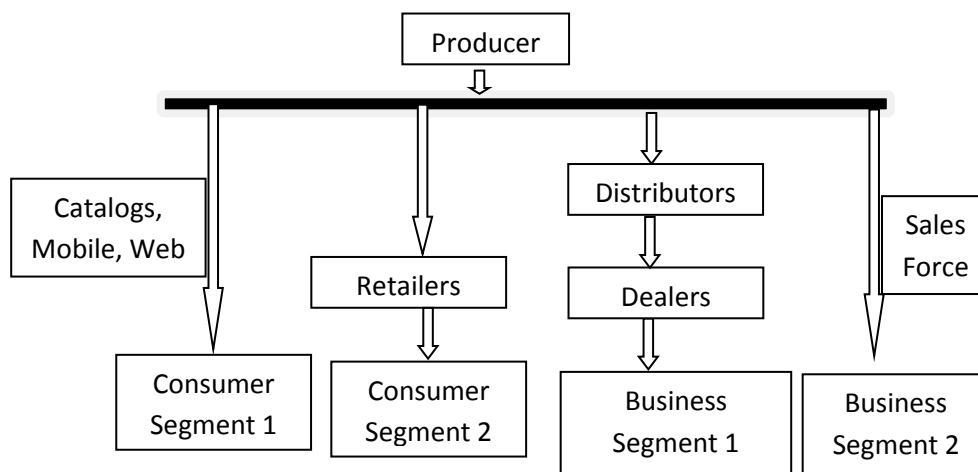 Producer
Catalogs,
Mobile, Web
Distributors
Sales
Force
Retailers
Dealers
Consumer
Segment 1
Consumer
Segment 2
Business
Segment 1
Business
Segment 2